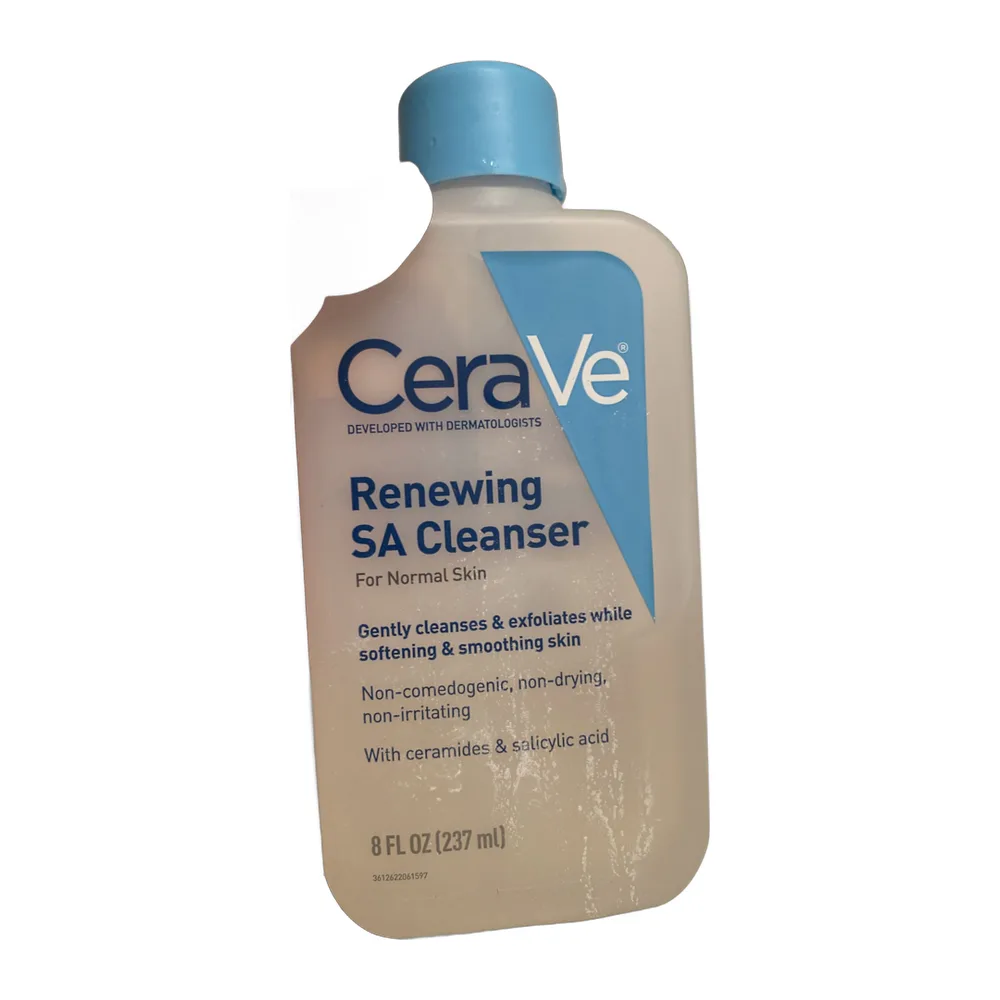 CeraVe®
DEVELOPED WITH DERMATOLOGISTS
Renewing
SA Cleanser
For Normal Skin
Gently cleanses & exfoliates while
softening & smoothing skin
Non-comedogenic, non-drying,
non-irritating
With ceramides & salicylic acid
8 FL OZ (237 ml)
3612622061597